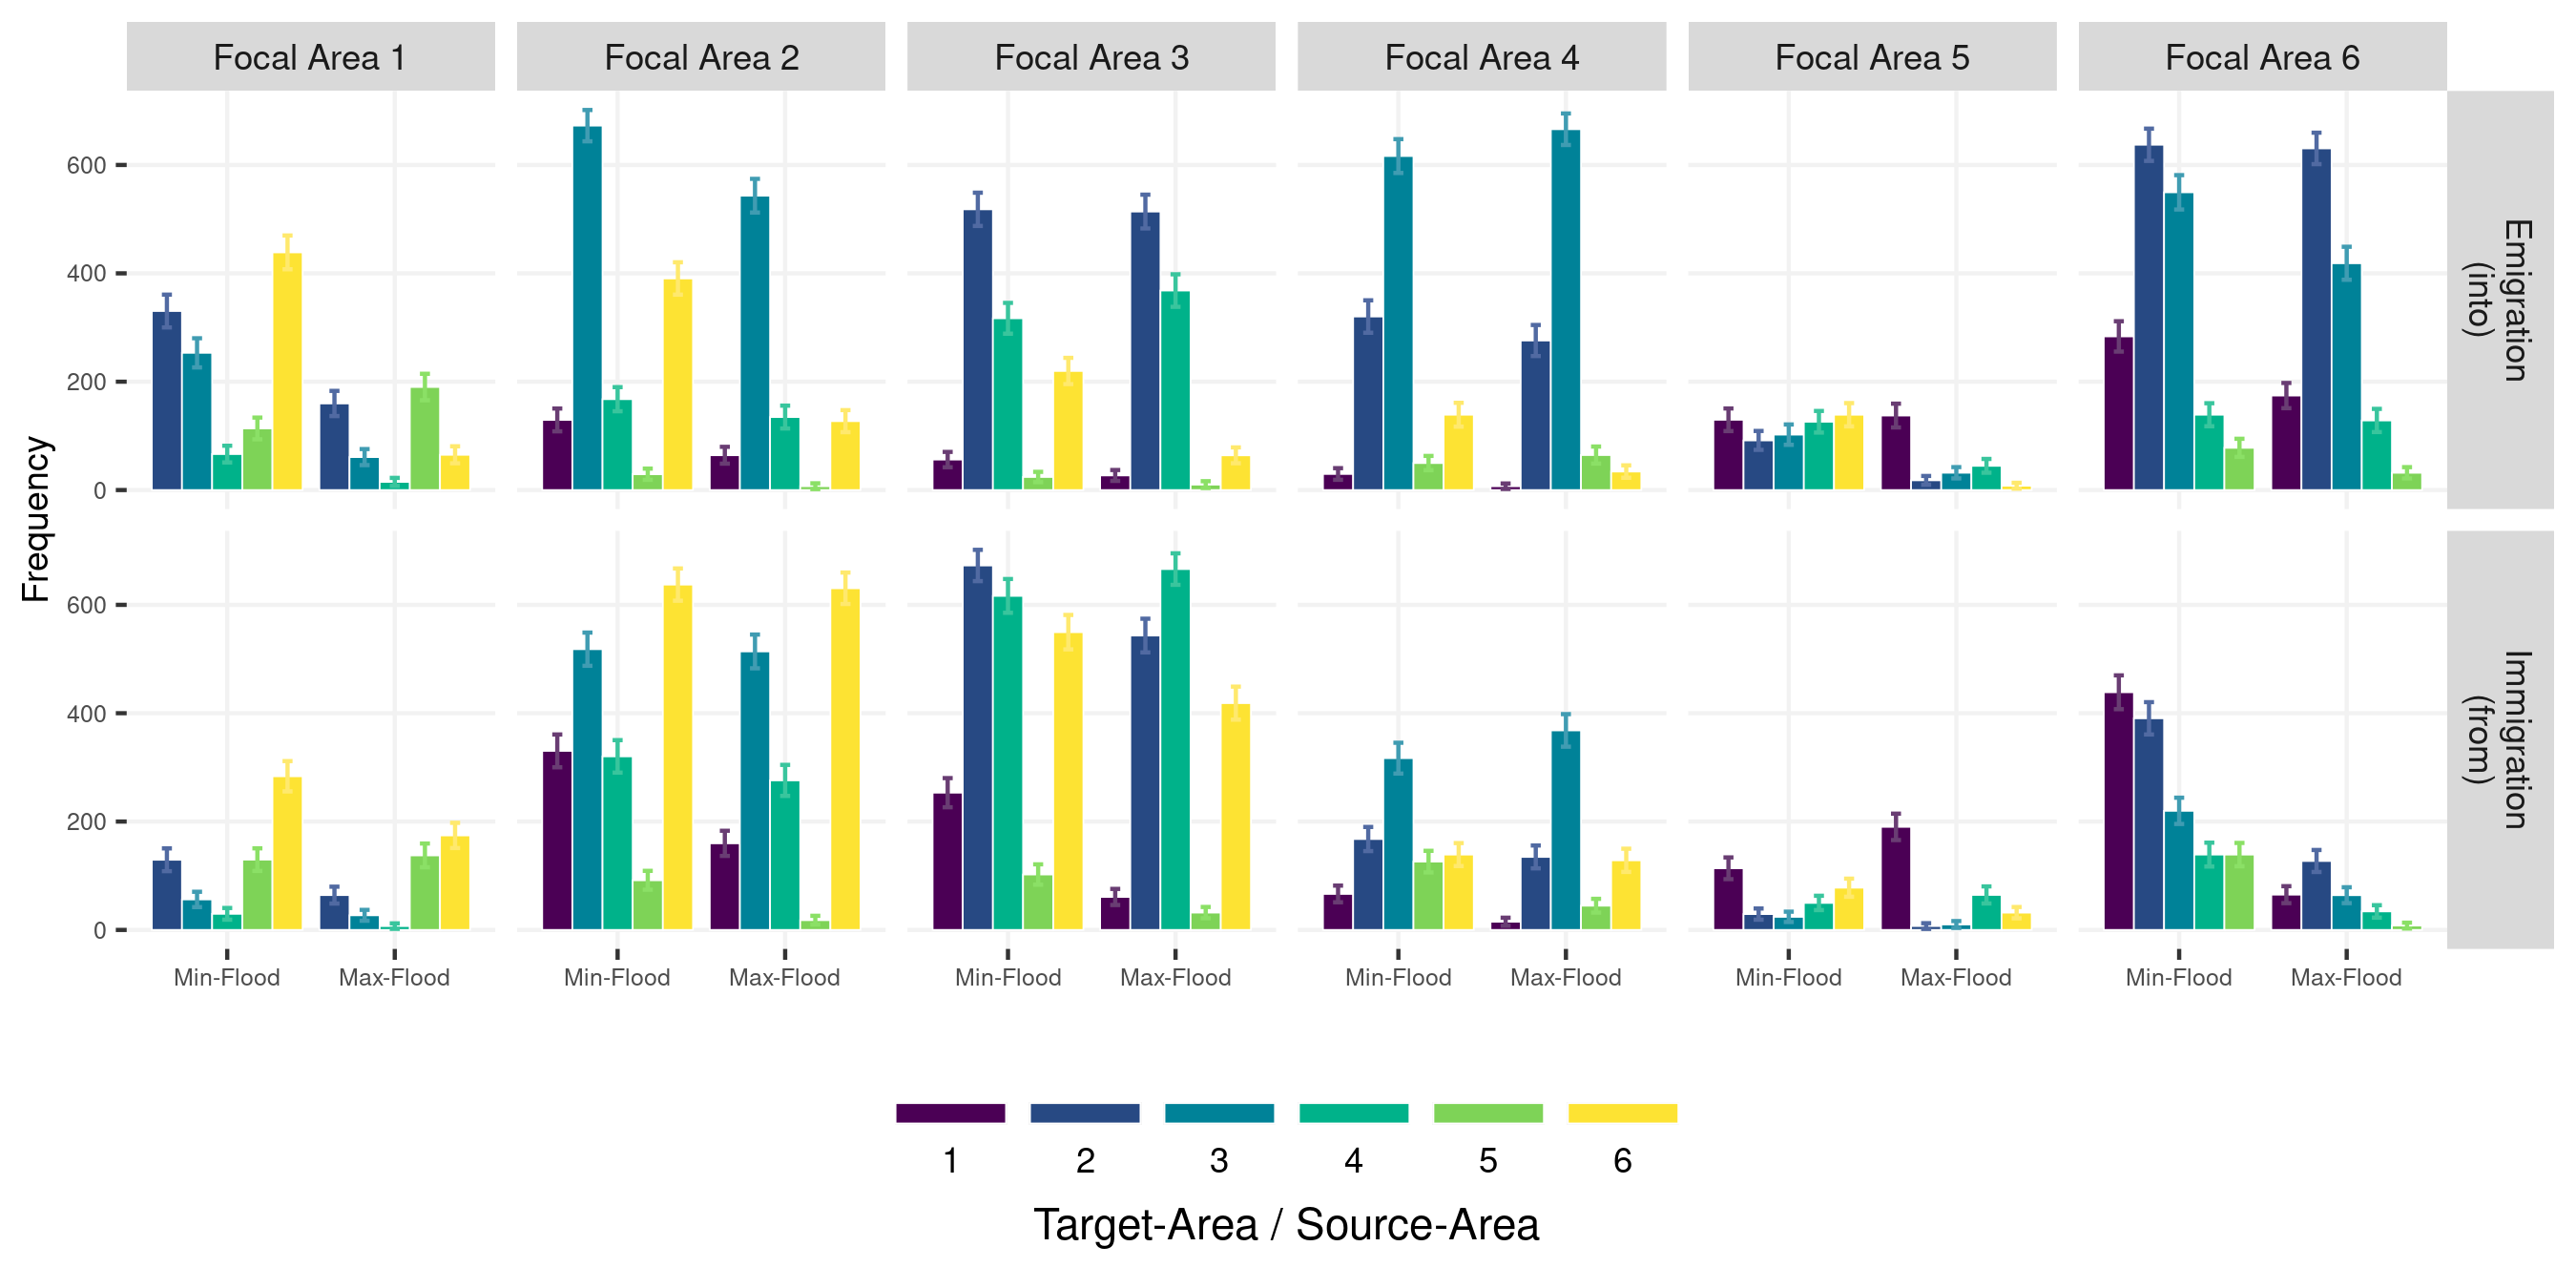 Focal Area 1 Focal Area 2 Focal Area 3 Focal Area 4 Focal Area 5 Focal Area 6
Frequency
600
400
200
0
Emigration
(into)
600
400
200
0
Immigration
(from)
Min-Flood Max-Flood Min-Flood Max-Flood Min-Flood Max-Flood Min-Flood Max-Flood Min-Flood Max-Flood Min-Flood Max-Flood
1 2 3 4 5 6
Target-Area / Source-Area